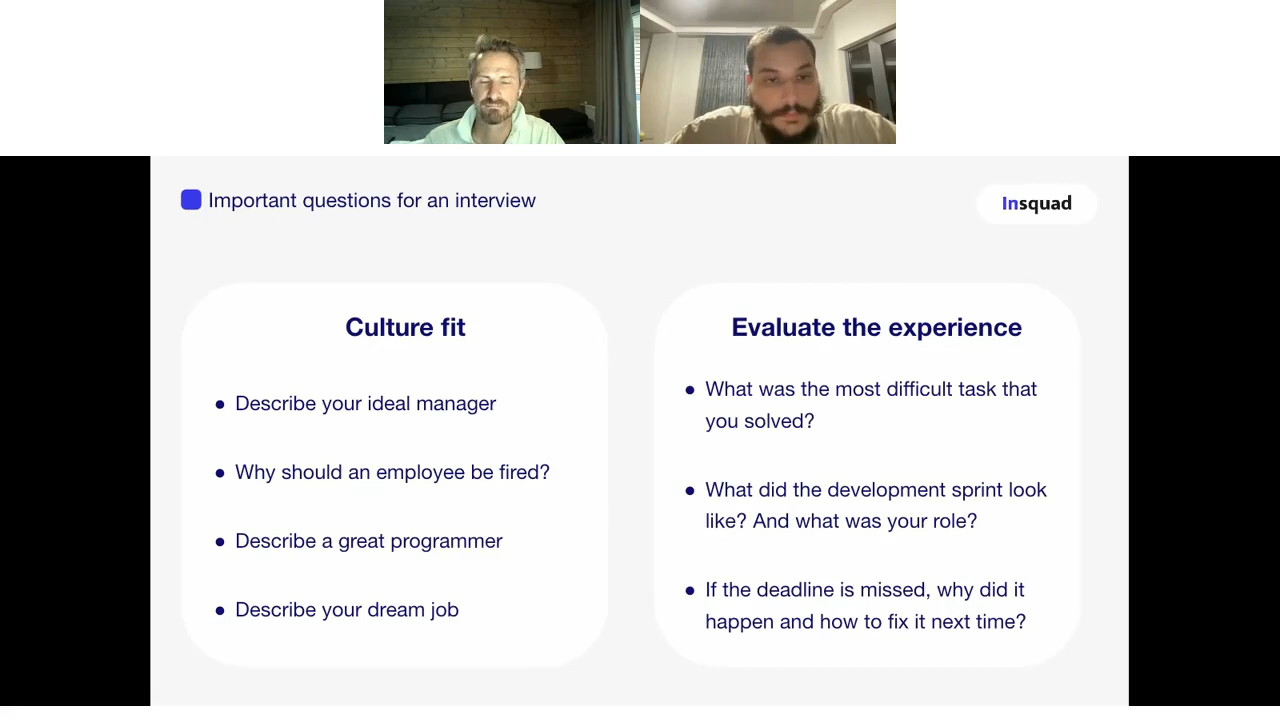 Important questions for an interview
Insquad
Culture fit
● Describe your ideal manager
● Why should an employee be fired?
● Describe a great programmer
● Describe your dream job
Evaluate the experience
● What was the most difficult task that
you solved?
● What did the development sprint look
like? And what was your role?
● If the deadline is missed, why did it
happen and how to fix it next time?